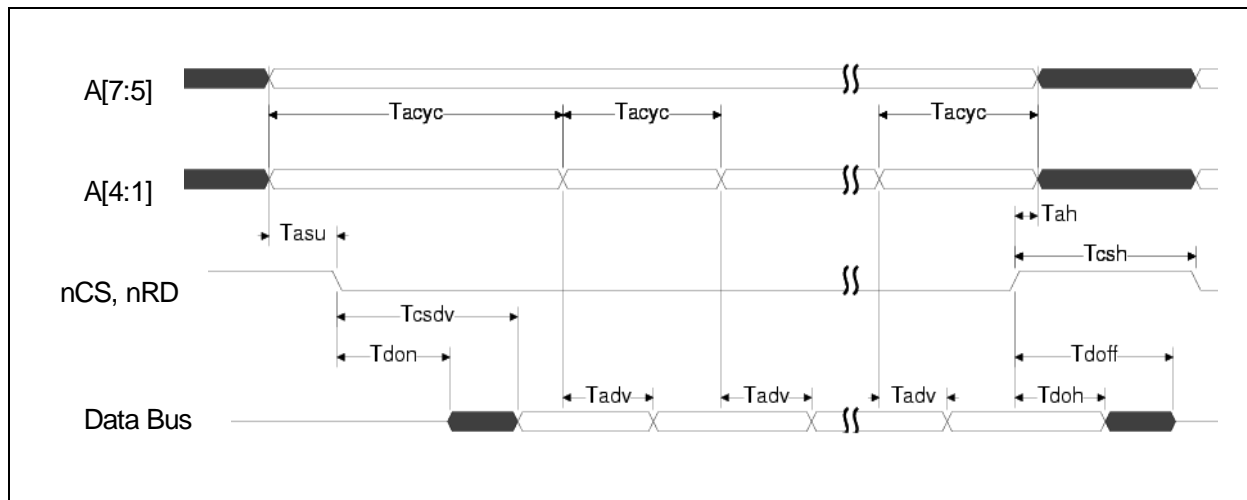 A[7:5]
Tacyc Tacyc Tacyc
A[4:1]
Tasu Tah
Tcsh
nCS, nRD
Tcsdv
Tdon Tdoff
Tadv Tadv Tadv Tdoh
Data Bus